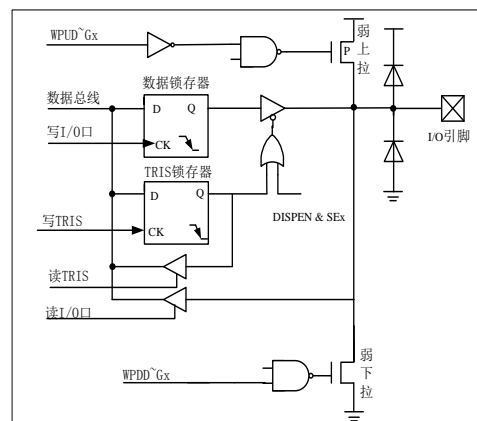 WPUD~Gx
弱上拉
P
数据总线
数据锁存器
D Q
CK
写I/O口
I/O引脚
TRIS锁存器
D Q
CK
写TRIS
DISPEN & SEx
读TRIS
读I/O口
WPDD~Gx
弱下拉